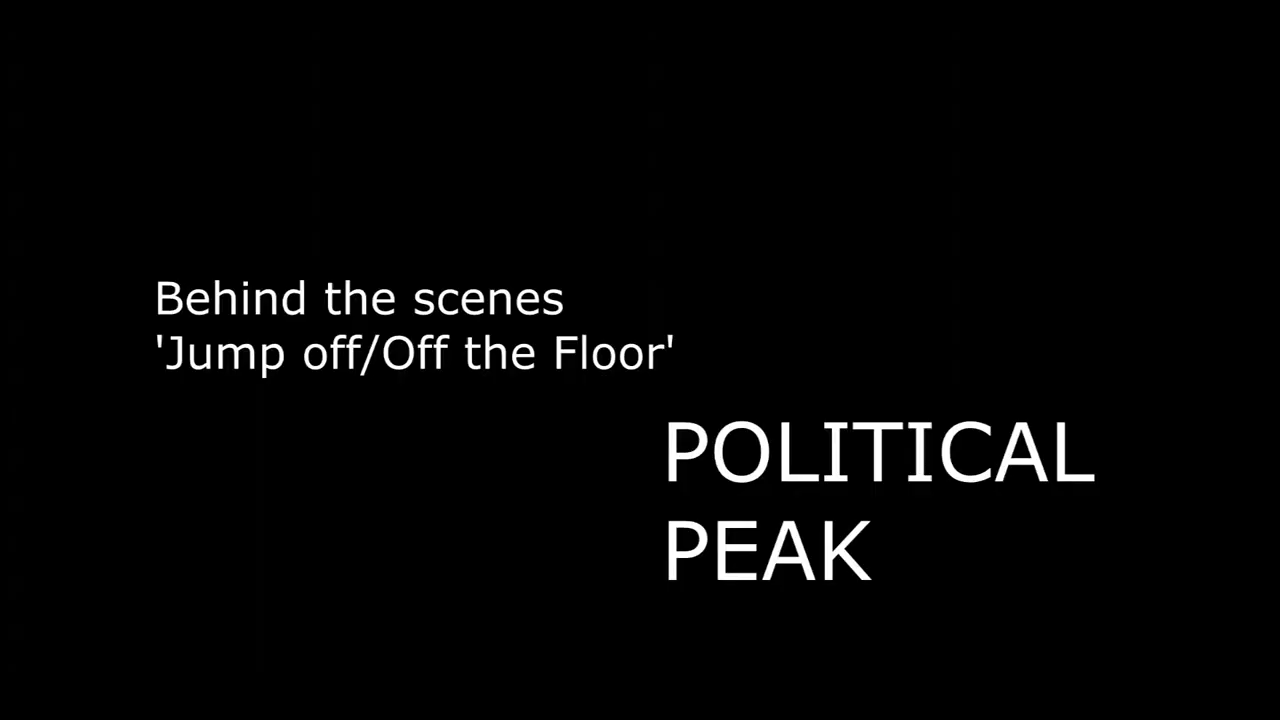 Behind the scenes
'Jump off/Off the Floor'
POLITICAL
PEAK